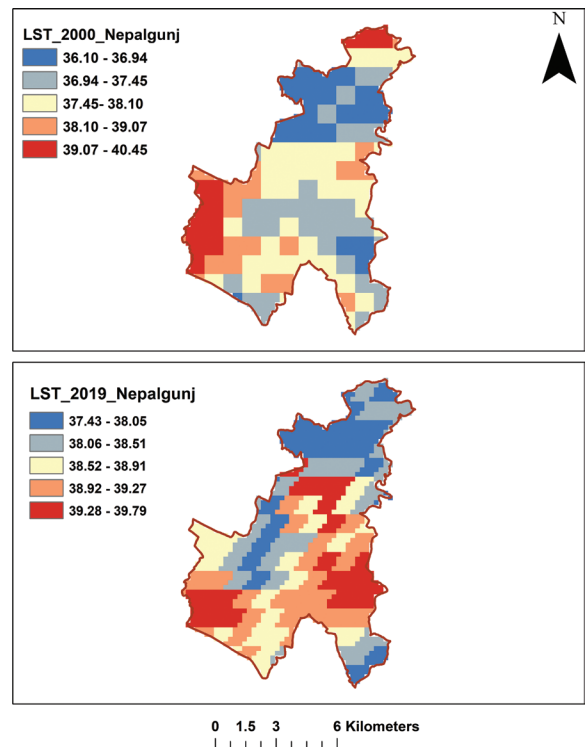 LST_2000_Nepalgunj
36.10 - 36.94
36.94 - 37.45
37.45- 38.10
38.10 - 39.07
39.07 - 40.45
N
LST_2019_Nepalgunj
37.43 - 38.05
38.06 - 38.51
38.52 - 38.91
38.92 - 39.27
39.28 - 39.79
0 1.5 3 6 Kilometers